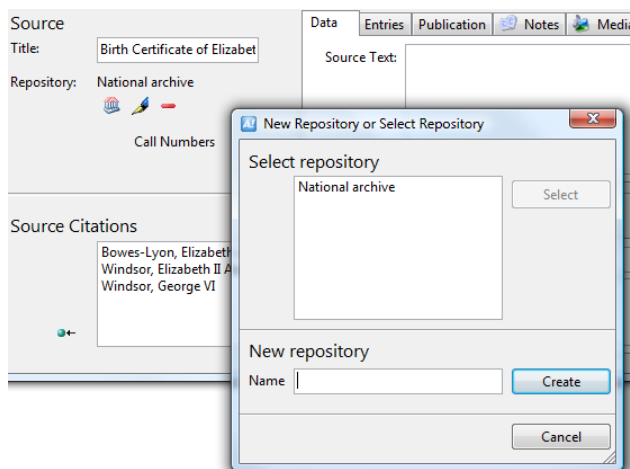 Source
Title:
Birth Certificate of Elizabet
Repository:
National archive
Call Numbers
Data
Entries
Publication
Notes
Media
Source Text:
Source Citations
Bowes-Lyon, Elizabeth
Windsor, Elizabeth II A
Windsor, George VI
New Repository or Select Repository
Select repository
National archive
Select
New repository
Name
Create
Cancel